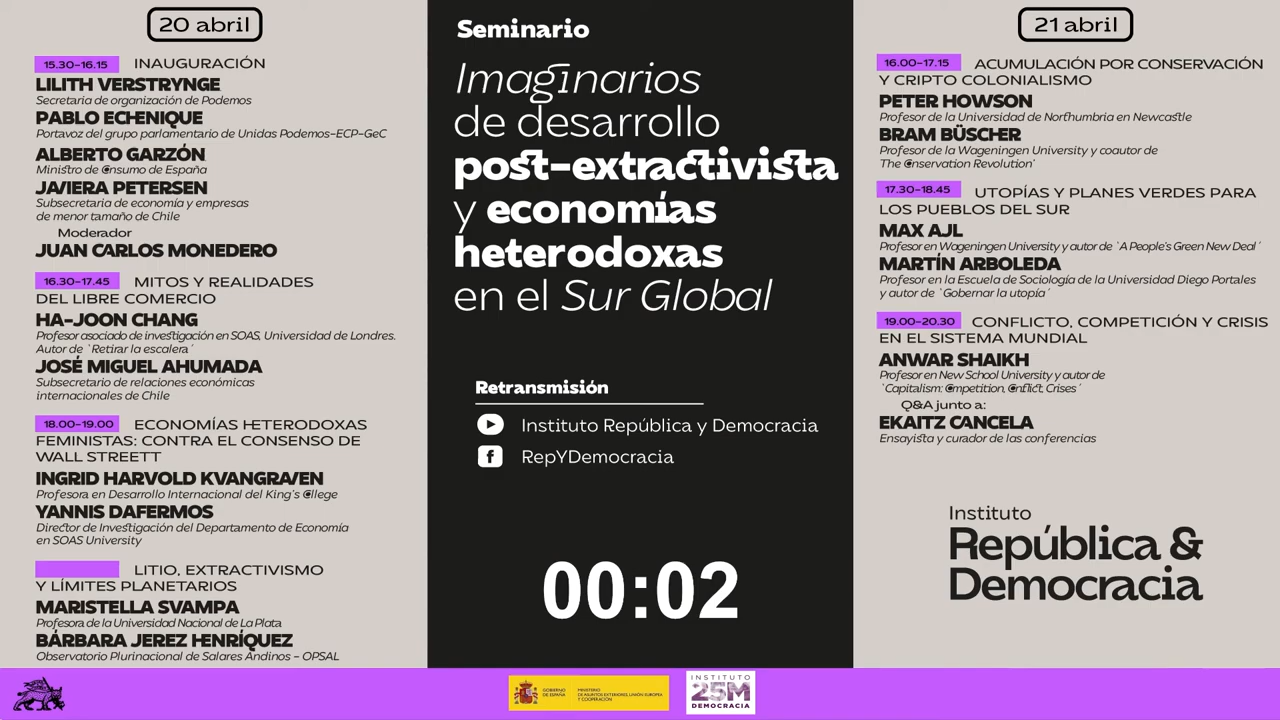 20 abril
15.30-16.15 INAUGURACIÓN
LILITH VERSTRYNGE
Secretaria de organización de Podemos
PABLO ECHENIQUE
Portavoz del grupo parlamentario de Unidas Podemos-ECP-GeC
ALBERTO GARZÓN
Ministro de Consumo de España
JAVIERA PETERSEN
Subsecretaria de economía y empresas
de menor tamaño de Chile
Moderador
JUAN CARLOS MONEDERO
16.30-17.45 MITOS Y REALIDADES
DEL LIBRE COMERCIO
HA-JOON CHANG
Profesor asociado de investigación en SOAS, Universidad de Londres.
Autor de `Retirar la escalera´
JOSÉ MIGUEL AHUMADA
Subsecretario de relaciones económicas
internacionales de Chile
18.00-19.00 ECONOMÍAS HETERODOXAS
FEMINISTAS: CONTRA EL CONSENSO DE
WALL STREETT
INGRID HARVOLD KVANGRAVEN
Profesora en Desarrollo Internacional del King's College
YANNIS DAFERMOS
Director de Investigación del Departamento de Economía
en SOAS University
LITIO, EXTRACTIVISMO
Y LÍMITES PLANETARIOS
MARISTELLA SVAMPA
Profesora de la Universidad Nacional de La Plata
BÁRBARA JEREZ HENRÍQUEZ
Observatorio Plurinacional de Salares Andinos - OPSAL
Seminario
Imaginarios
de desarrollo
post-extractivista
y economías
heterodoxas
en el Sur Global
Retransmisión
Instituto República y Democracia
RepYDemocracia
00:02
21 abril
16.00-17.15 ACUMULACIÓN POR CONSERVACIÓN
Y CRIPTO COLONIALISMO
PETER HOWSON
Profesor de la Universidad de Northumbria en Newcastle
BRAM BÜSCHER
Profesor de la Wageningen University y coautor de
The Conservation Revolution'
17.30-18.45 UTOPÍAS Y PLANES VERDES PARA
LOS PUEBLOS DEL SUR
MAX AJL
Profesor en Wageningen University y autor de `A People's Green New Deal´
MARTÍN ARBOLEDA
Profesor en la Escuela de Sociología de la Universidad Diego Portales
y autor de `Gobernar la utopía´
19.00-20.30 CONFLICTO, COMPETICIÓN Y CRISIS
EN EL SISTEMA MUNDIAL
ANWAR SHAIKH
Profesor en New School University y autor de
`Capitalism: Competition, Conflict, Crises´
Q&A junto a:
EKAITZ CANCELA
Ensayista y curador de las conferencias
Instituto
República &
Democracia
GOBIERNO
DE ESPAÑA
MINISTERIO
DE ASUNTOS EXTERIORES, UNIÓN EUROPEA
Y COOPERACIÓN
INSTITUTO
25M
DEMOCRACIA